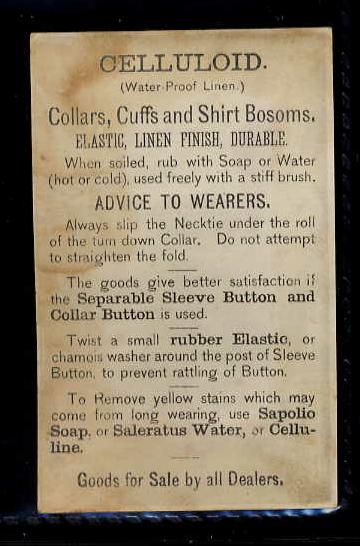 CELLULOID.
(Water-Proof Linen.)
Collars, Cuffs and Shirt Bosoms.
ELASTIC, LINEN FINISH, DURABLE.
When soiled, rub with Soap or Water
(hot or cold), used freely with a stiff brush.
ADVICE TO WEARERS.
Always slip the Necktie under the roll
of the turn down Collar. Do not attempt
to straighten the fold.
The goods give better satisfaction if
the Separable Sleeve Button and
Collar Button is used.
Twist a small rubber Elastic, or
chamois washer around the post of Sleeve
Button, to prevent rattling of Button.
To Remove yellow stains which may
come from long wearing, use Sapolio
Soap, or Saleratus Water, or Cellu-
line.
Goods for Sale by all Dealers.